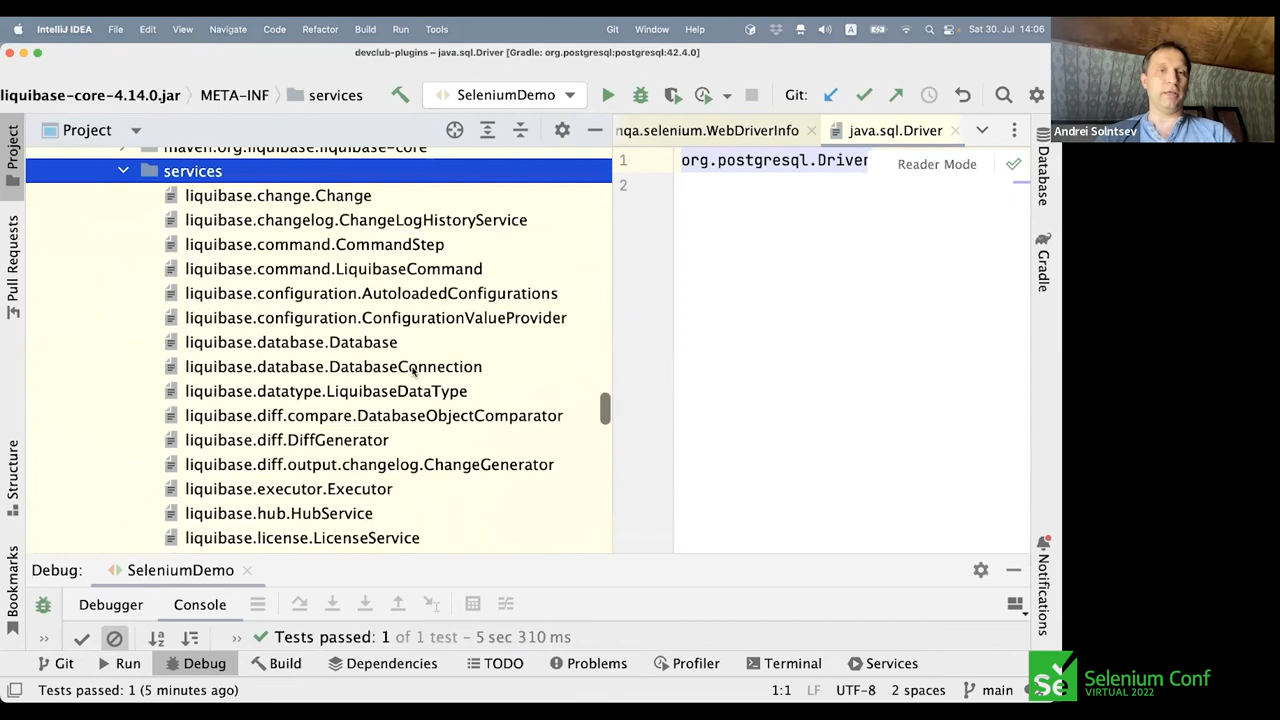 IntelliJ IDEA File Edit View Navigate Code Refactor Build Run Tools Git Window Help A Sat 30. Jul 14:06
devclub-plugins – java.sql.Driver [Gradle: org.postgresql:postgresql:42.4.0]
liquibase-core-4.14.0.jar META-INF services SeleniumDemo Git:
Andrei Solntsev
Project nqa.selenium.WebDriverInfo java.sql.Driver
maven.org.liquibase.liquibase-core
1 org.postgresql.Driver Reader Mode
2
services
liquibase.change.Change
liquibase.changelog.ChangeLogHistoryService
liquibase.command.CommandStep
liquibase.command.LiquibaseCommand
liquibase.configuration.AutoloadedConfigurations
liquibase.configuration.ConfigurationValueProvider
liquibase.database.Database
liquibase.database.DatabaseConnection
liquibase.datatype.LiquibaseDataType
liquibase.diff.compare.DatabaseObjectComparator
liquibase.diff.DiffGenerator
liquibase.diff.output.changelog.ChangeGenerator
liquibase.executor.Executor
liquibase.hub.HubService
liquibase.license.LicenseService
Project
Pull Requests
Structure
Bookmarks
Database
Gradle
Notifications
Debug: SeleniumDemo
Debugger Console
Tests passed: 1 of 1 test – 5 sec 310 ms
Git Run Debug Build Dependencies TODO Problems Profiler Terminal Services
Tests passed: 1 (5 minutes ago) 1:1 LF UTF-8 2 spaces main
Se Selenium Conf
VIRTUAL 2022